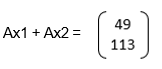 Ax1 + Ax2 = ( 49
113 )